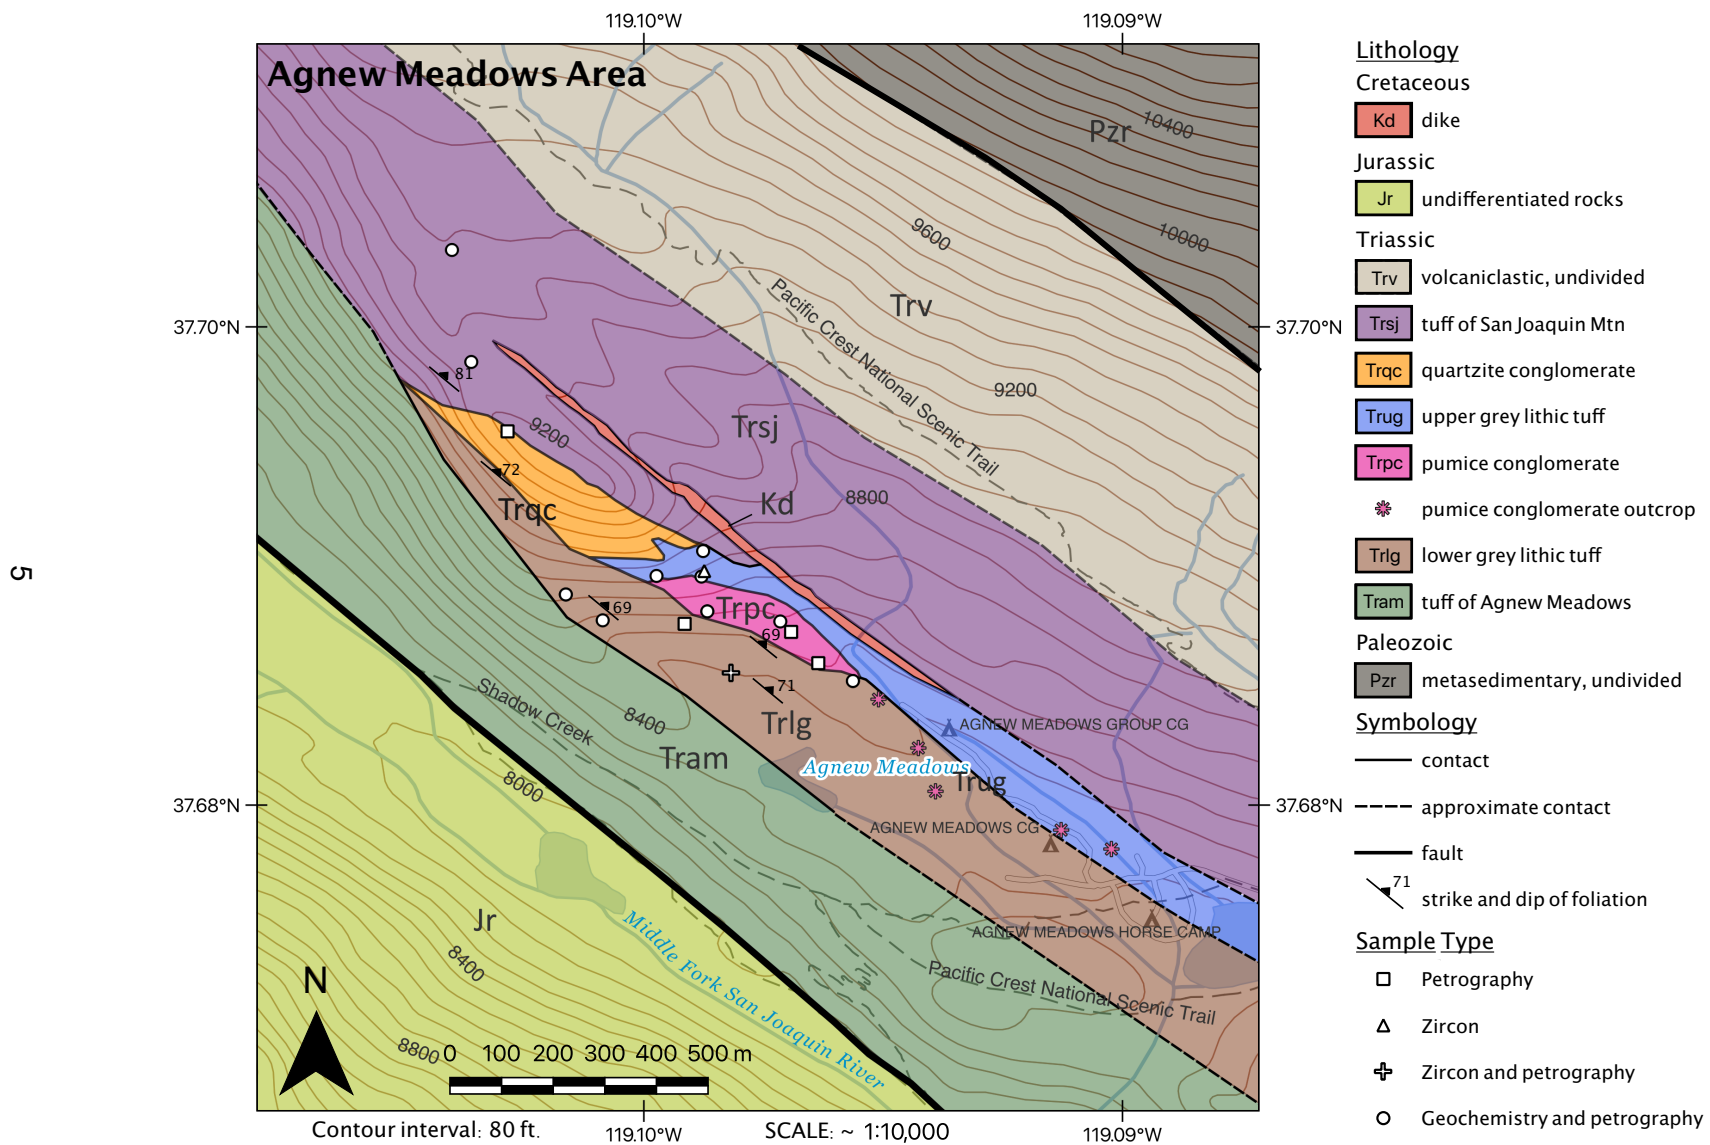 119.10°W
119.09°W
Agnew Meadows Area
Pzr
10400
10000
9600
Trv
37.70°N
37.70°N
Pacific Crest National Scenic Trail
9200
81
9200
72
Trsj
Trqc
8800
Kd
69
Trpc
69
71
Trlg
8400
Shadow Creek
Tram
8000
AGNEW MEADOWS GROUP CG
Agnew Meadows
Trug
37.68°N
37.68°N
AGNEW MEADOWS CG
AGNEW MEADOWS HORSE CAMP
Jr
8400
Middle Fork San Joaquin River
Pacific Crest National Scenic Trail
N
8800
0 100 200 300 400 500 m
Contour interval: 80 ft.
119.10°W
SCALE: ~ 1:10,000
119.09°W
5
Lithology
Cretaceous
Kd dike
Jurassic
Jr undifferentiated rocks
Triassic
Trv volcaniclastic, undivided
Trsj tuff of San Joaquin Mtn
Trqc quartzite conglomerate
Trug upper grey lithic tuff
Trpc pumice conglomerate
pumice conglomerate outcrop
Trlg lower grey lithic tuff
Tram tuff of Agnew Meadows
Paleozoic
Pzr metasedimentary, undivided
Symbology
contact
approximate contact
fault
71 strike and dip of foliation
Sample Type
Petrography
Zircon
Zircon and petrography
Geochemistry and petrography